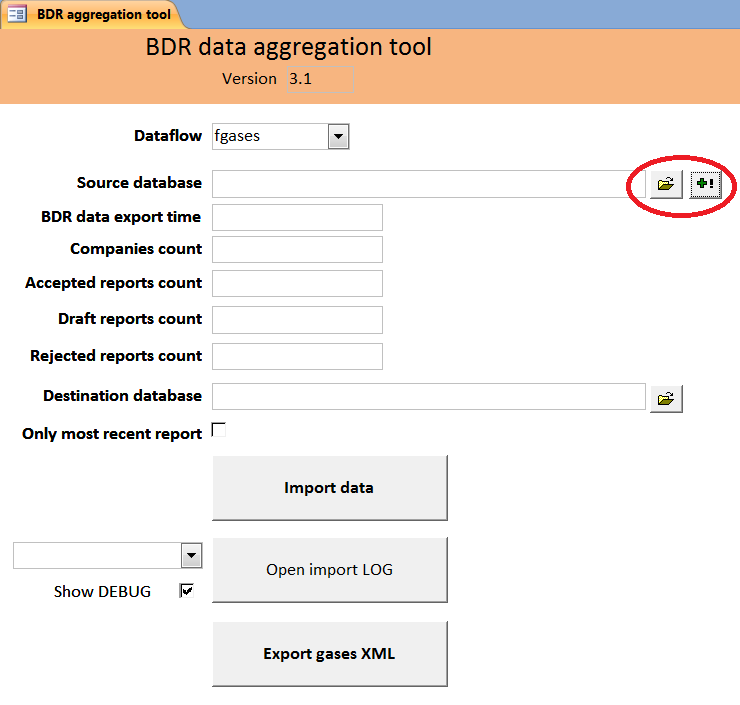 BDR aggregation tool
BDR data aggregation tool
Version 3.1
Dataflow fgases
Source database
BDR data export time
Companies count
Accepted reports count
Draft reports count
Rejected reports count
Destination database
Only most recent report
Import data
Open import LOG
Show DEBUG
Export gases XML